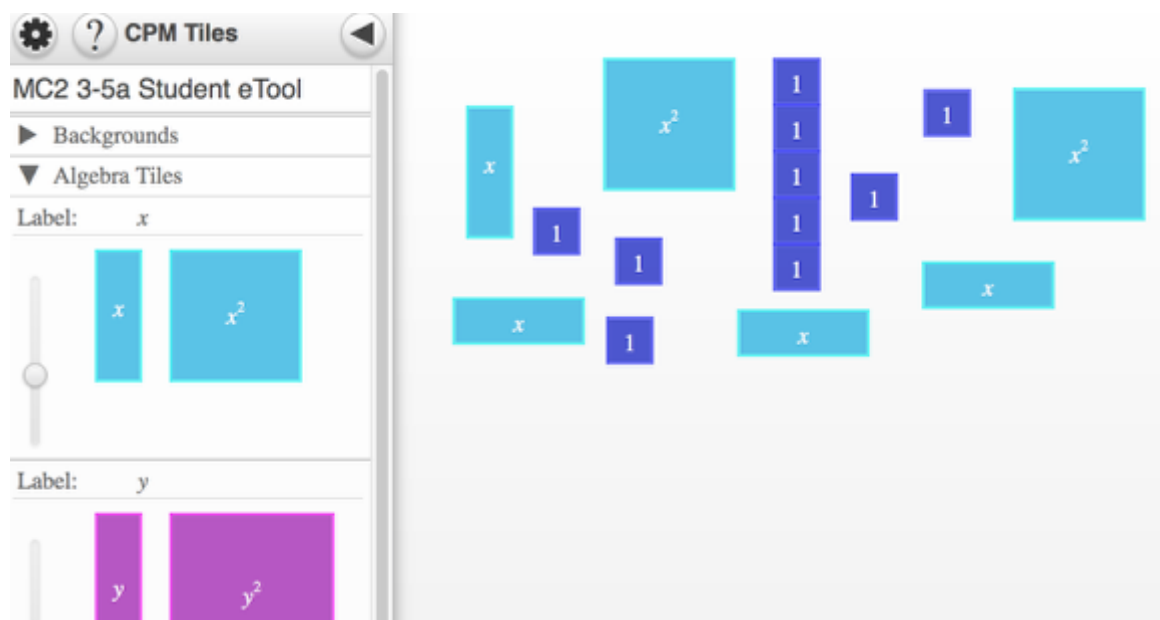 ? CPM Tiles
MC2 3-5a Student eTool
Backgrounds
Algebra Tiles
Label: x
x x²
Label: y
y y²
x
x²
1
1
1
1
1
1
1
x²
1
1
1
x
x
x
1